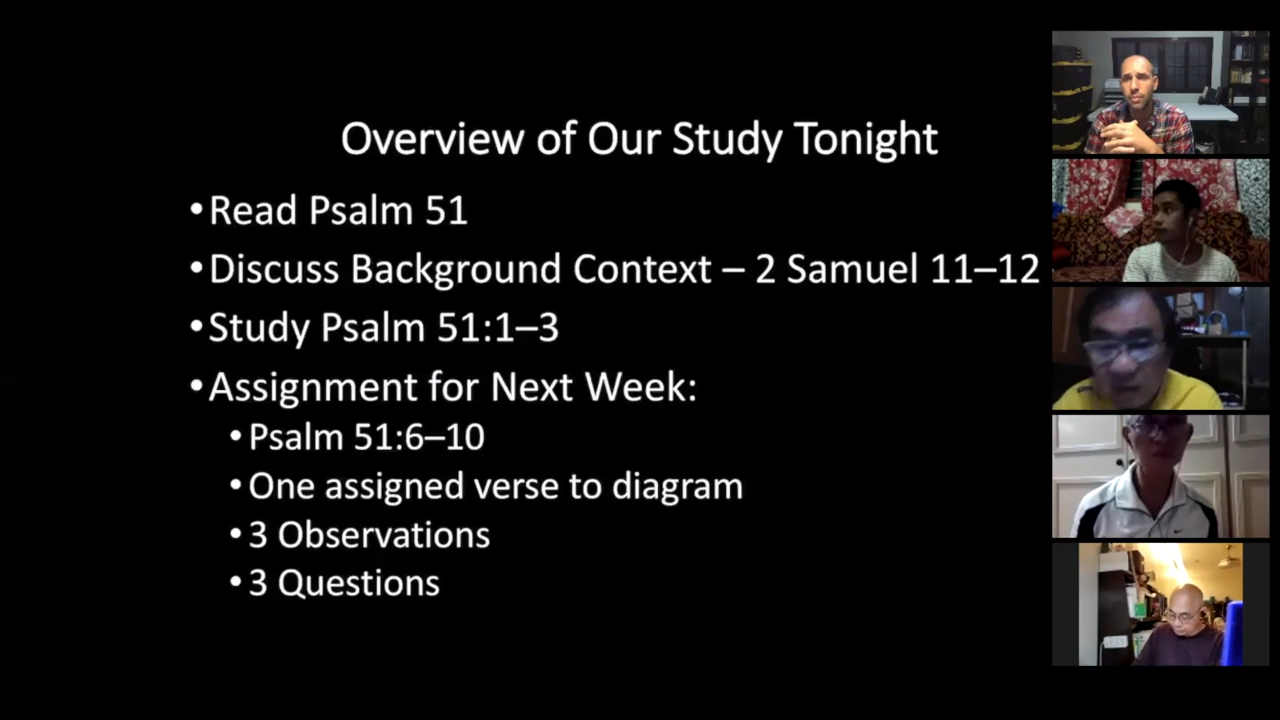 Overview of Our Study Tonight
•Read Psalm 51
•Discuss Background Context – 2 Samuel 11–12
•Study Psalm 51:1–3
•Assignment for Next Week:
•Psalm 51:6–10
•One assigned verse to diagram
•3 Observations
•3 Questions